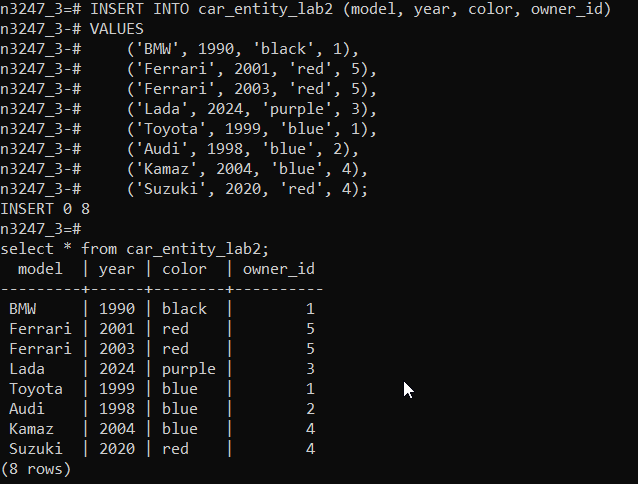 n3247_3=# INSERT INTO car_entity_lab2 (model, year, color, owner_id)
n3247_3-# VALUES
n3247_3-#     ('BMW', 1990, 'black', 1),
n3247_3-#     ('Ferrari', 2001, 'red', 5),
n3247_3-#     ('Ferrari', 2003, 'red', 5),
n3247_3-#     ('Lada', 2024, 'purple', 3),
n3247_3-#     ('Toyota', 1999, 'blue', 1),
n3247_3-#     ('Audi', 1998, 'blue', 2),
n3247_3-#     ('Kamaz', 2004, 'blue', 4),
n3247_3-#     ('Suzuki', 2020, 'red', 4);
INSERT 0 8
n3247_3=#
select * from car_entity_lab2;
  model  | year | color  | owner_id
---------+------+--------+----------
 BMW     | 1990 | black  |        1
 Ferrari | 2001 | red    |        5
 Ferrari | 2003 | red    |        5
 Lada    | 2024 | purple |        3
 Toyota  | 1999 | blue   |        1
 Audi    | 1998 | blue   |        2
 Kamaz   | 2004 | blue   |        4
 Suzuki  | 2020 | red    |        4
(8 rows)